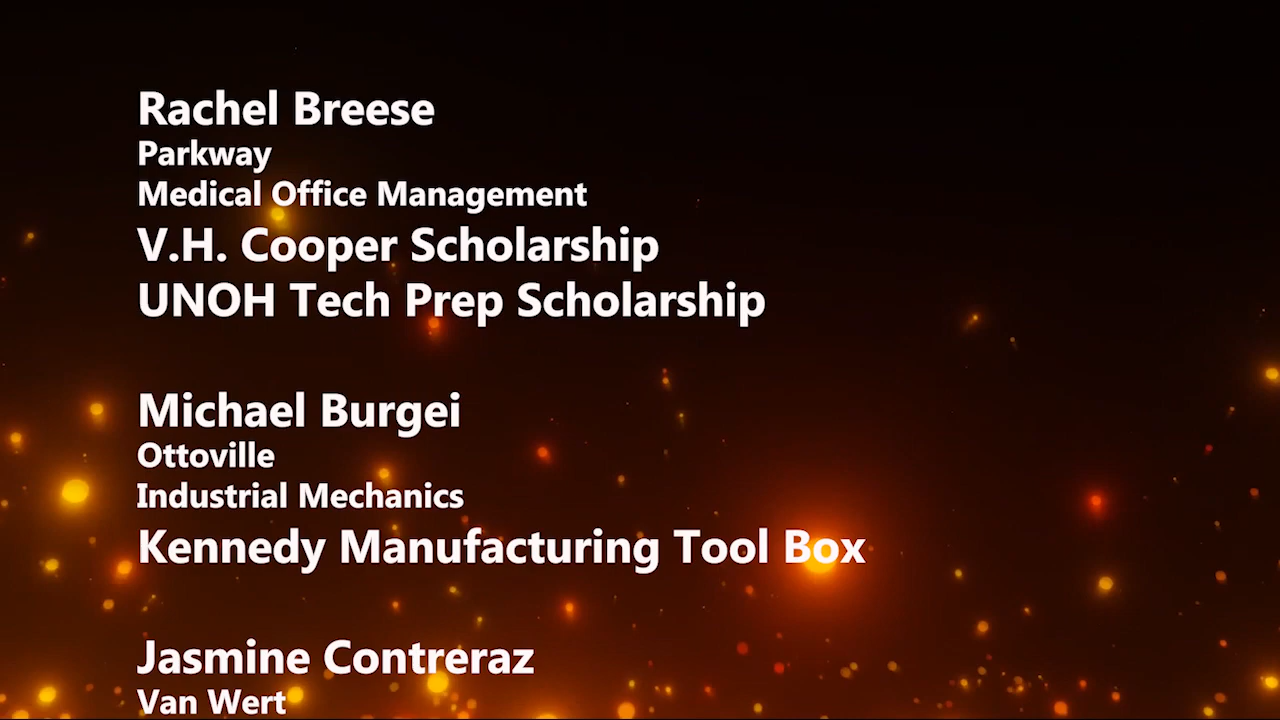 Rachel Breese
Parkway
Medical Office Management
V.H. Cooper Scholarship
UNOH Tech Prep Scholarship
Michael Burgei
Ottoville
Industrial Mechanics
Kennedy Manufacturing Tool Box
Jasmine Contreraz
Van Wert